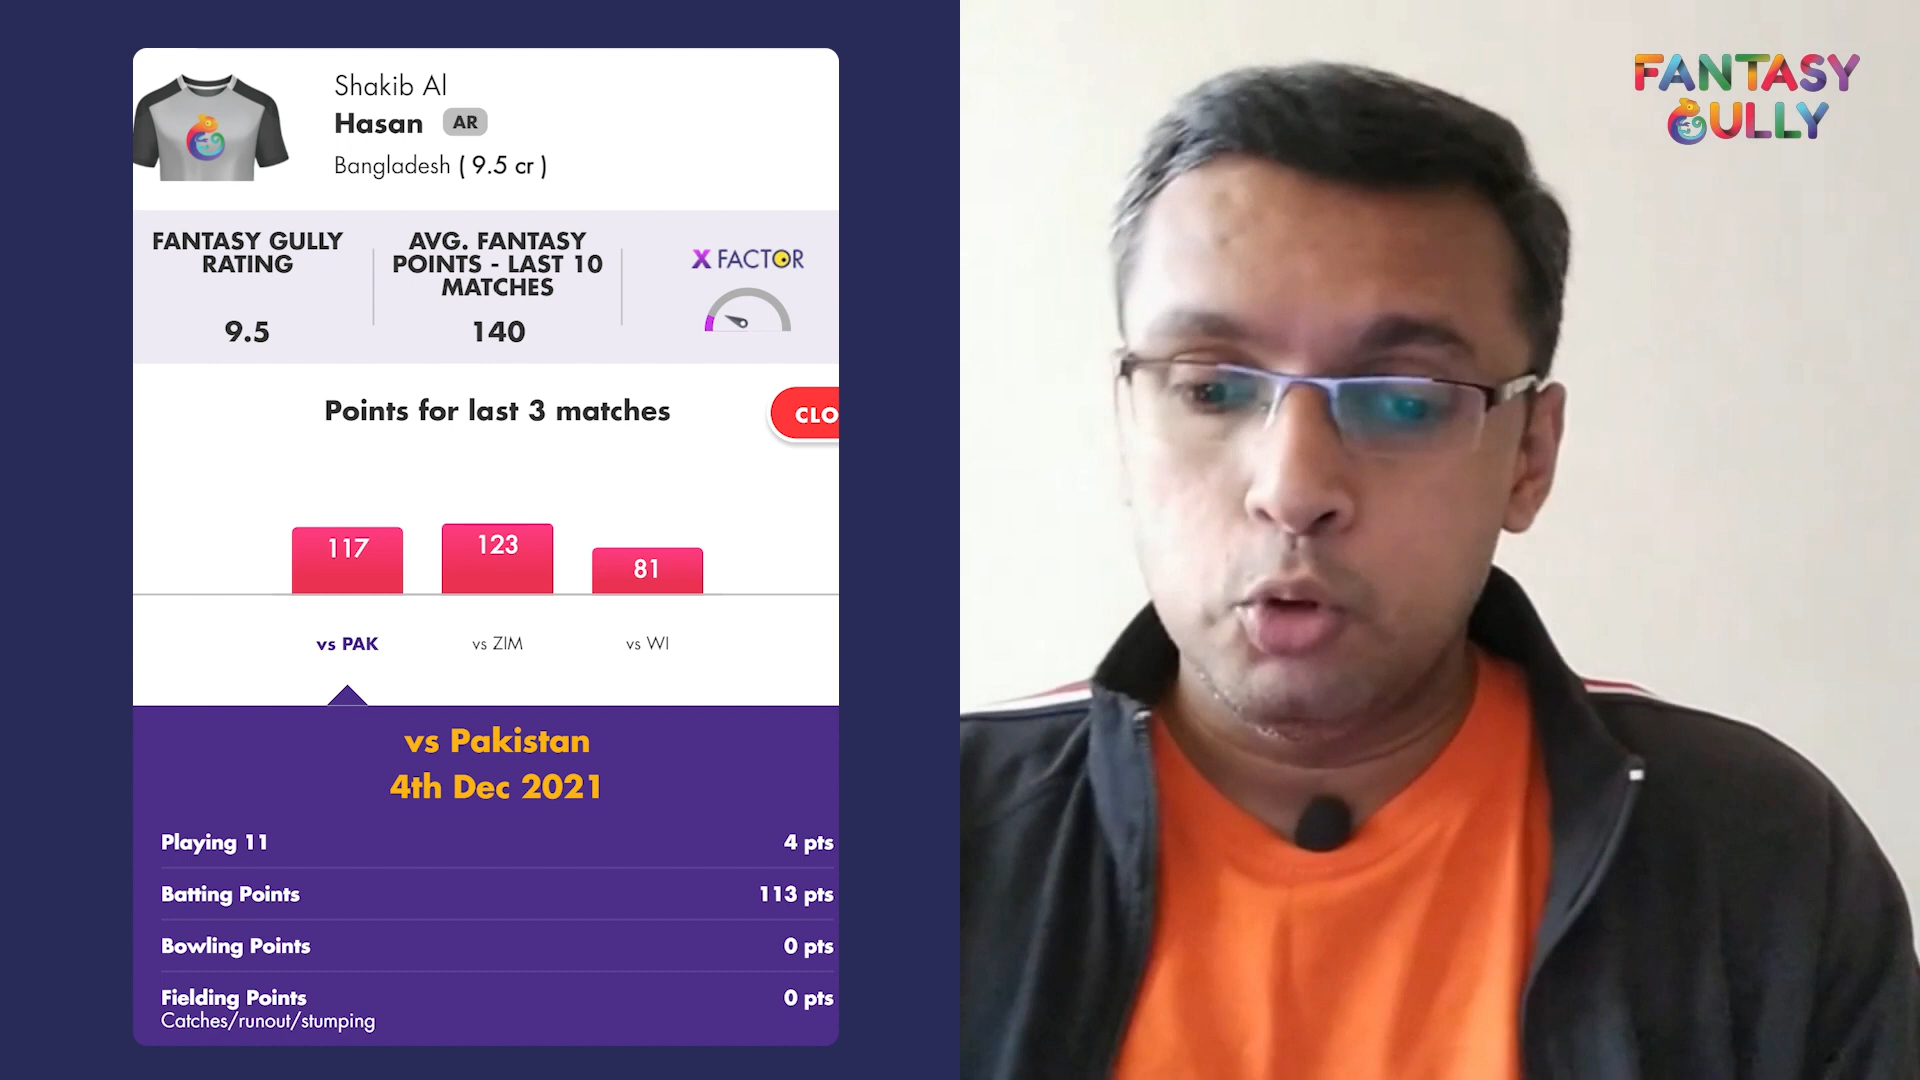 Shakib Al
Hasan AR
Bangladesh ( 9.5 cr )
FANTASY GULLY
RATING
9.5
AVG. FANTASY
POINTS - LAST 10
MATCHES
140
X FACTOR
Points for last 3 matches
CLO
117
123
81
vs PAK
vs ZIM
vs WI
vs Pakistan
4th Dec 2021
Playing 11 4 pts
Batting Points 113 pts
Bowling Points 0 pts
Fielding Points 0 pts
Catches/runout/stumping
FANTASY
GULLY